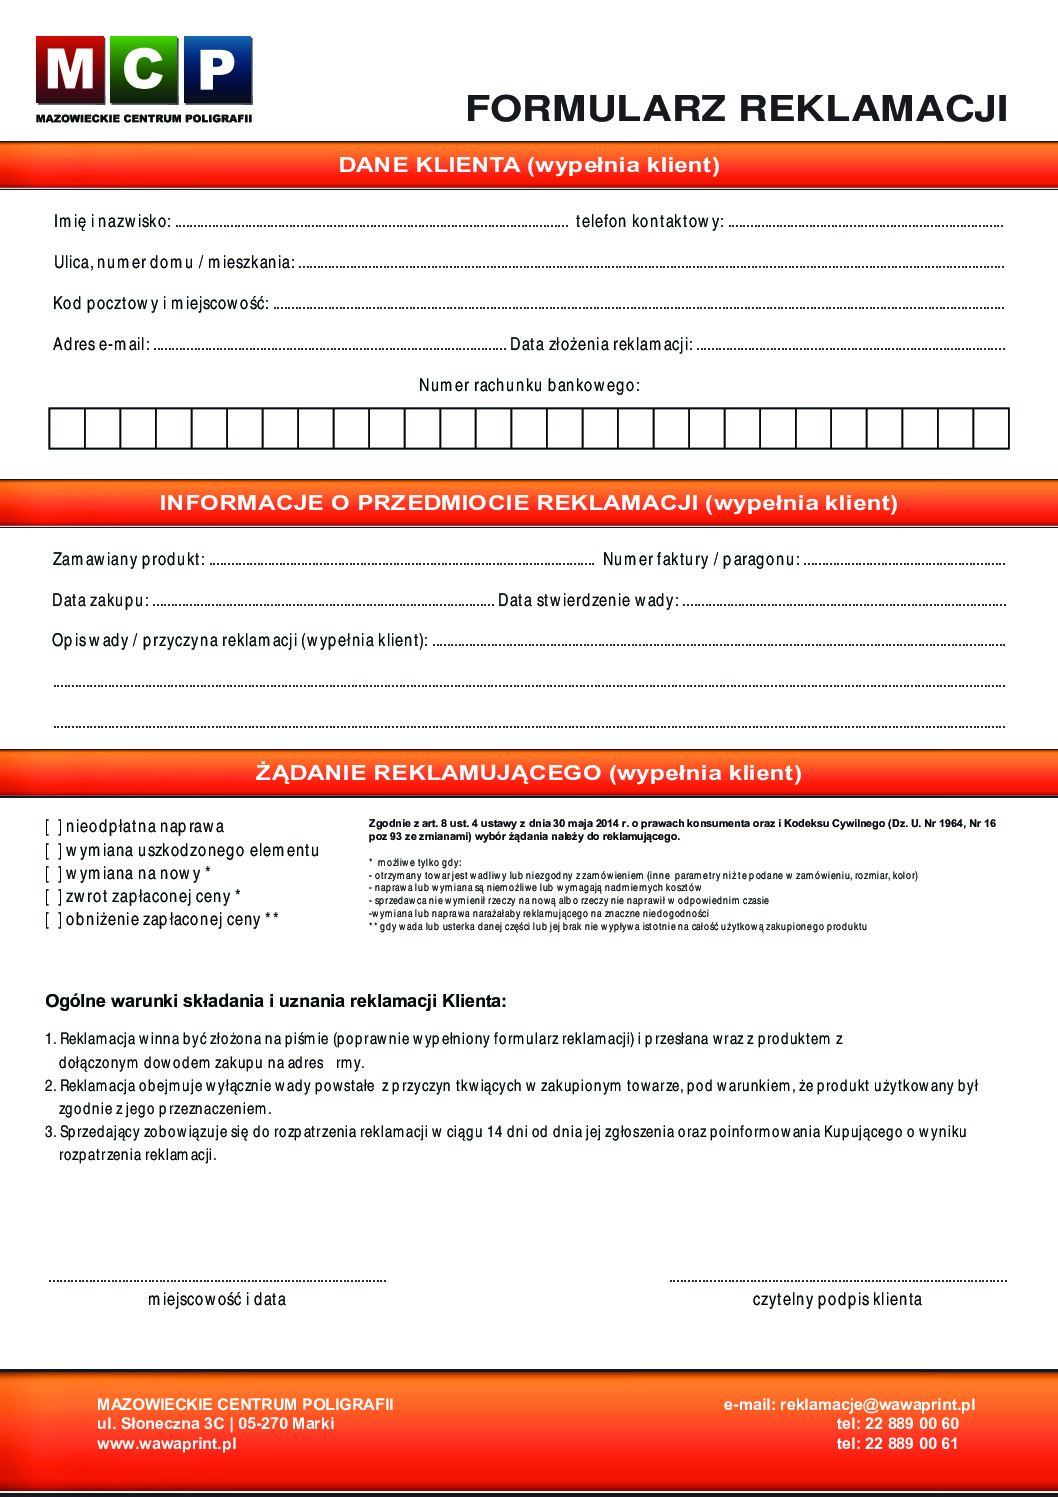 MCP
MAZOWIECKIE CENTRUM POLIGRAFII
FORMULARZ REKLAMACJI
DANE KLIENTA (wypełnia klient)
Imię i nazwisko: ........ telefon kontaktowy: ........
Ulica, numer domu / mieszkania: ........
Kod pocztowy i miejscowość: ........
Adres e-mail: ........ Data złożenia reklamacji: ........
Numer rachunku bankowego:
INFORMACJE O PRZEDMIOCIE REKLAMACJI (wypełnia klient)
Zamawiany produkt: ........ Numer faktury / paragonu: ........
Data zakupu: ........ Data stwierdzenie wady: ........
Opis wady / przyczyna reklamacji (wypełnia klient): ........
ŻĄDANIE REKLAMUJĄCEGO (wypełnia klient)
[ ] nieodpłatna naprawa
[ ] wymiana uszkodzonego elementu
[ ] wymiana na nowy *
[ ] zwrot zapłaconej ceny *
[ ] obniżenie zapłaconej ceny **
Zgodnie z art. 8 ust. 4 ustawy z dnia 30 maja 2014 r. o prawach konsumenta oraz i Kodeksu Cywilnego (Dz. U. Nr 1964, Nr 16
poz 93 ze zmianami) wybór żądania należy do reklamującego.
* możliwe tylko gdy:
- otrzymany towar jest wadliwy lub niezgodny z zamówieniem (inne parametry niż te podane w zamówieniu, rozmiar, kolor)
- naprawa lub wymiana są niemożliwe lub wymagają nadmiernych kosztów
- sprzedawca nie wymienił rzeczy na nową albo rzeczy nie naprawił w odpowiednim czasie
-wymiana lub naprawa narażałaby reklamującego na znaczne niedogodności
** gdy wada lub usterka danej części lub jej brak nie wypływa istotnie na całość użytkową zakupionego produktu
Ogólne warunki składania i uznania reklamacji Klienta:
1. Reklamacja winna być złożona na piśmie (poprawnie wypełniony formularz reklamacji) i przesłana wraz z produktem z
dołączonym dowodem zakupu na adres rmy.
2. Reklamacja obejmuje wyłącznie wady powstałe z przyczyn tkwiących w zakupionym towarze, pod warunkiem, że produkt użytkowany był
zgodnie z jego przeznaczeniem.
3. Sprzedający zobowiązuje się do rozpatrzenia reklamacji w ciągu 14 dni od dnia jej zgłoszenia oraz poinformowania Kupującego o wyniku
rozpatrzenia reklamacji.
miejscowość i data
czytelny podpis klienta
MAZOWIECKIE CENTRUM POLIGRAFII
ul. Słoneczna 3C | 05-270 Marki
www.wawaprint.pl
e-mail: reklamacje@wawaprint.pl
tel: 22 889 00 60
tel: 22 889 00 61